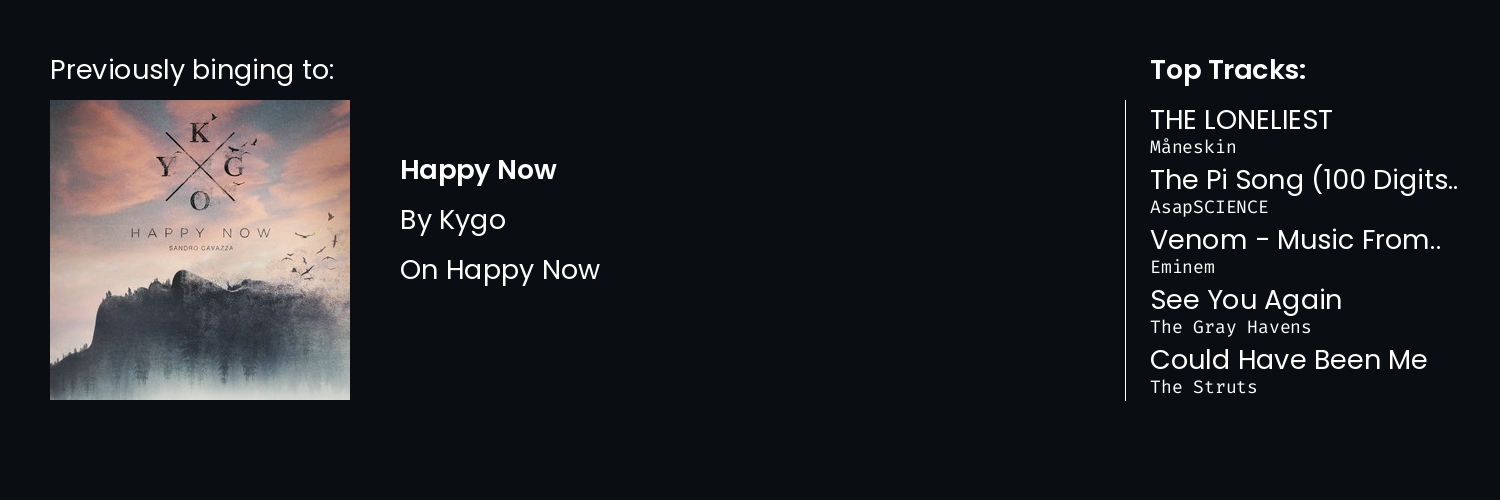 Previously binging to:
K
Y G
O
HAPPY NOW
SANDRO CAVAZZA
Happy Now
By Kygo
On Happy Now
Top Tracks:
THE LONELIEST
Måneskin
The Pi Song (100 Digits..
AsapSCIENCE
Venom - Music From..
Eminem
See You Again
The Gray Havens
Could Have Been Me
The Struts